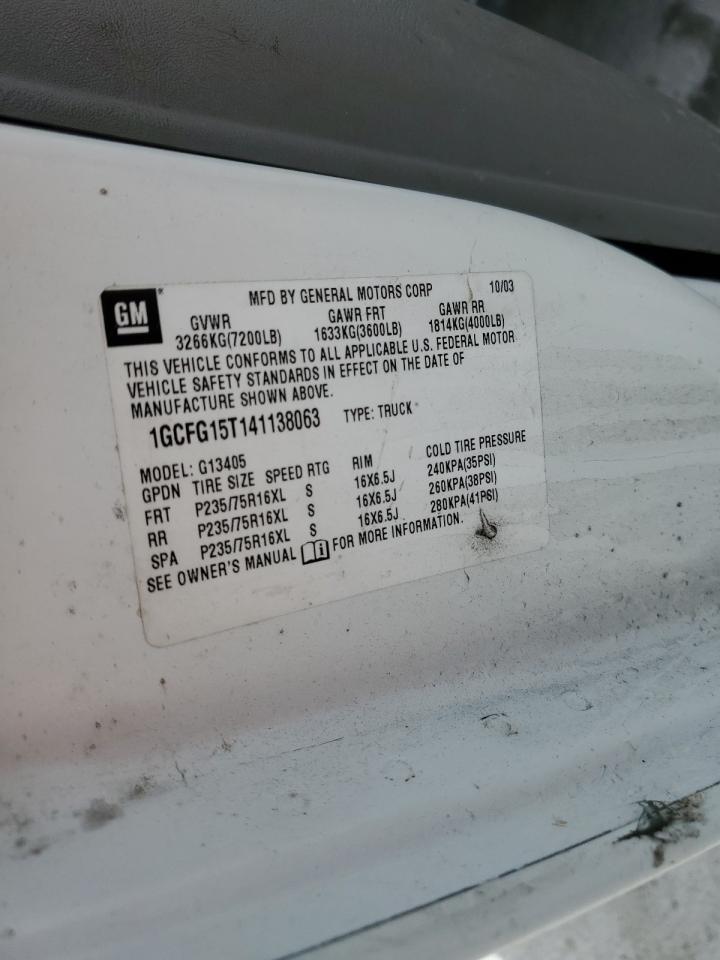 GM
MFD BY GENERAL MOTORS CORP 10/03
GVWR GAWR FRT GAWR RR
3266KG(7200LB) 1633KG(3600LB) 1814KG(4000LB)
THIS VEHICLE CONFORMS TO ALL APPLICABLE U.S. FEDERAL MOTOR
VEHICLE SAFETY STANDARDS IN EFFECT ON THE DATE OF
MANUFACTURE SHOWN ABOVE.
1GCFG15T141138063 TYPE: TRUCK
MODEL: G13405
GPDN TIRE SIZE SPEED RTG RIM COLD TIRE PRESSURE
FRT P235/75R16XL S 16X6.5J 240KPA(35PSI)
RR P235/75R16XL S 16X6.5J 260KPA(38PSI)
SPA P235/75R16XL S 16X6.5J 280KPA(41PSI)
SEE OWNER'S MANUAL FOR MORE INFORMATION.